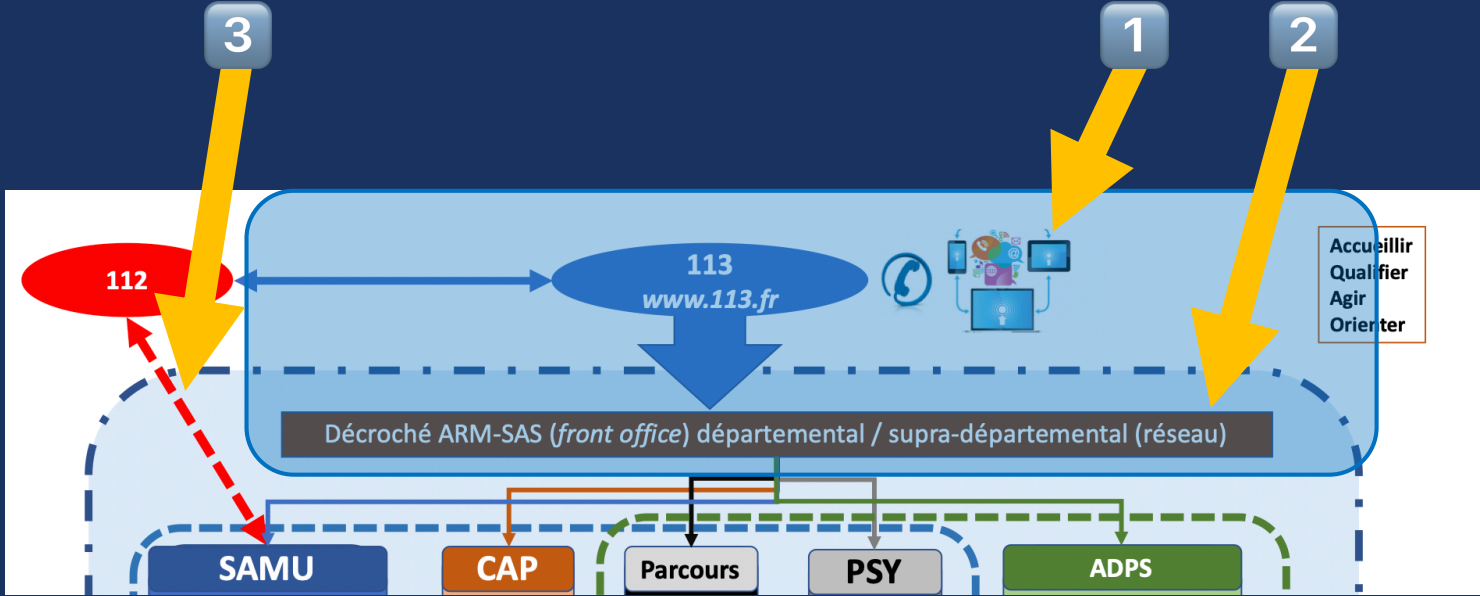 3
1
2
112
113
www.113.fr
Accueillir
Qualifier
Agir
Orienter
Décroché ARM-SAS (front office) départemental / supra-départemental (réseau)
SAMU
CAP
Parcours
PSY
ADPS